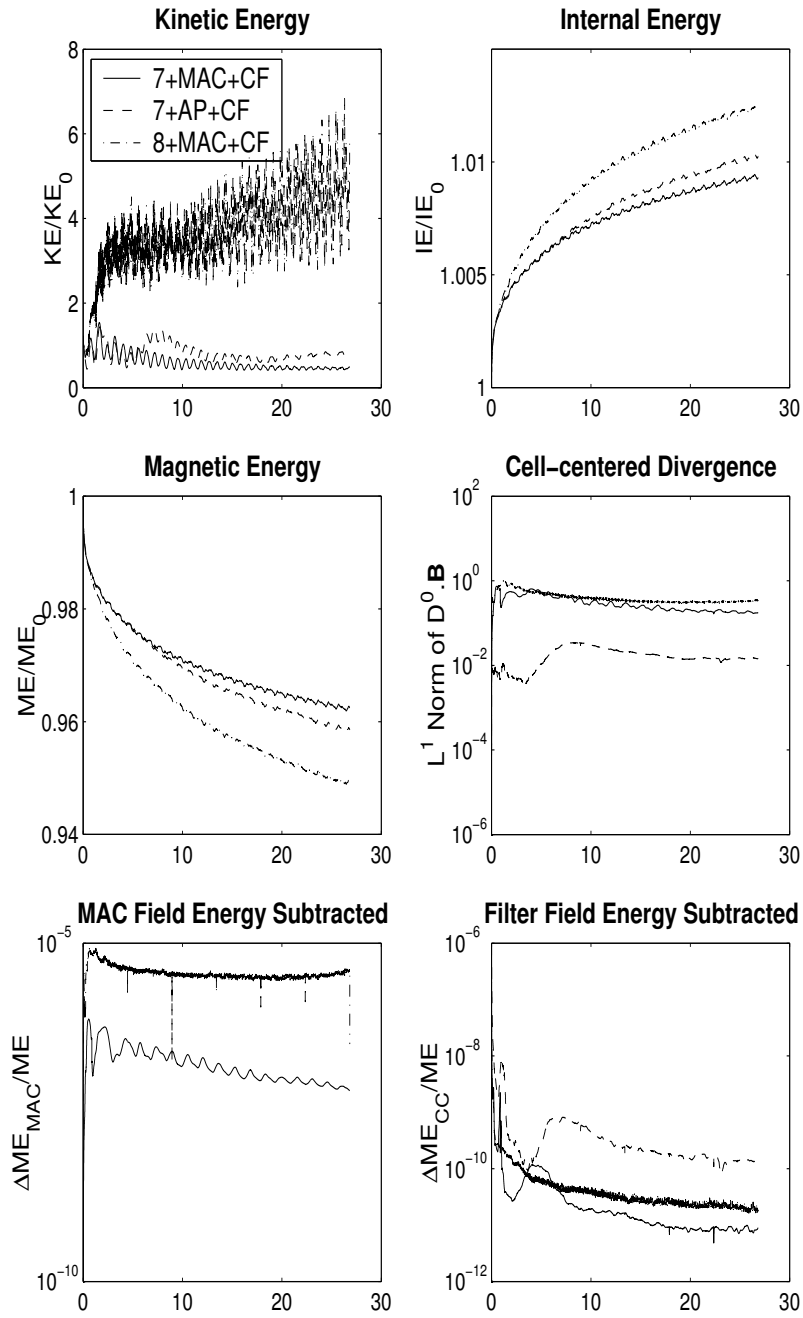 Kinetic Energy
KE/KE0
8
6
4
2
0
7+MAC+CF
7+AP+CF
8+MAC+CF
0 10 20 30
Internal Energy
IE/IE0
1.01
1.005
1
0 10 20 30
Magnetic Energy
ME/ME0
1
0.98
0.96
0.94
0 10 20 30
Cell−centered Divergence
L1 Norm of D0.B
10^2
10^0
10^−2
10^−4
10^−6
0 10 20 30
MAC Field Energy Subtracted
ΔMEMAC/ME
10^−5
10^−10
0 10 20 30
Filter Field Energy Subtracted
ΔMECC/ME
10^−6
10^−8
10^−10
10^−12
0 10 20 30